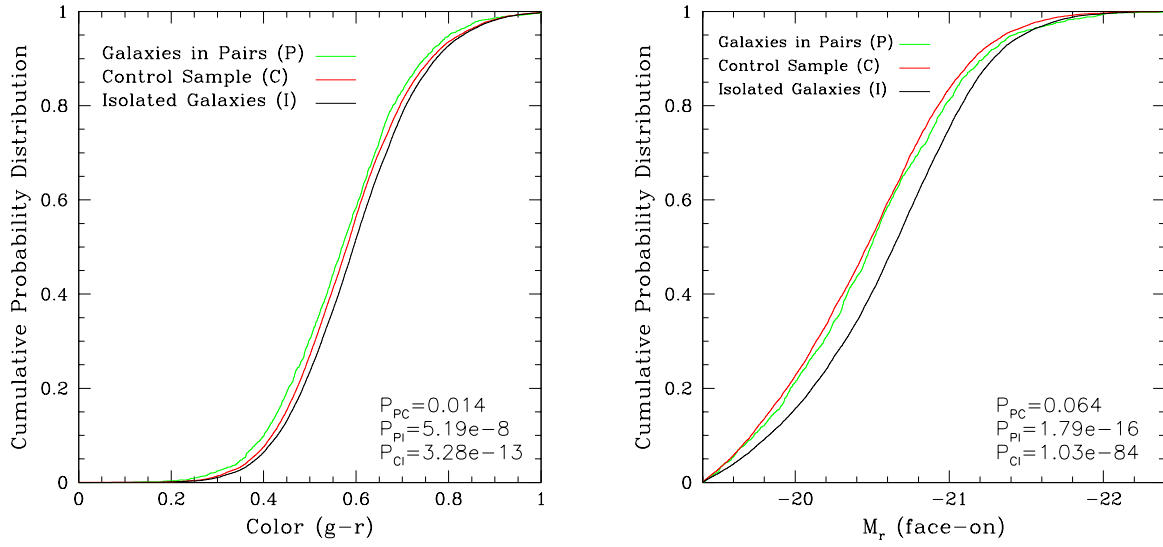 Cumulative Probability Distribution
1
0.8
0.6
0.4
0.2
0
Galaxies in Pairs (P)
Control Sample (C)
Isolated Galaxies (I)
P_PC=0.014
P_PI=5.19e-8
P_CI=3.28e-13
0
0.2
0.4
0.6
0.8
1
Color (g-r)
Cumulative Probability Distribution
1
0.8
0.6
0.4
0.2
0
Galaxies in Pairs (P)
Control Sample (C)
Isolated Galaxies (I)
P_PC=0.064
P_PI=1.79e-16
P_CI=1.03e-84
-20
-21
-22
M_r (face-on)